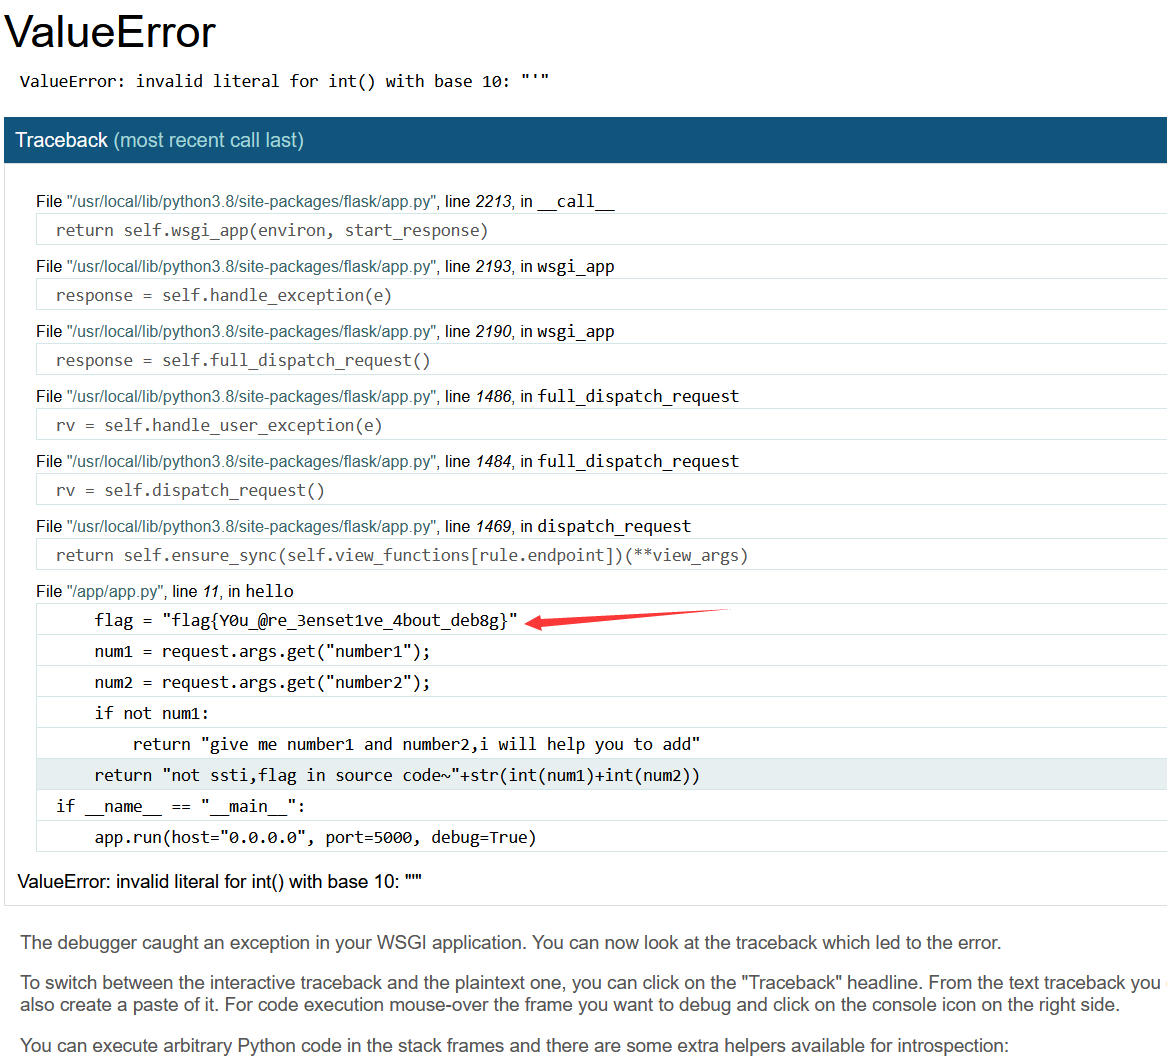 ValueError
ValueError: invalid literal for int() with base 10: "'"
Traceback (most recent call last)
File "/usr/local/lib/python3.8/site-packages/flask/app.py", line 2213, in __call__
return self.wsgi_app(environ, start_response)
File "/usr/local/lib/python3.8/site-packages/flask/app.py", line 2193, in wsgi_app
response = self.handle_exception(e)
File "/usr/local/lib/python3.8/site-packages/flask/app.py", line 2190, in wsgi_app
response = self.full_dispatch_request()
File "/usr/local/lib/python3.8/site-packages/flask/app.py", line 1486, in full_dispatch_request
rv = self.handle_user_exception(e)
File "/usr/local/lib/python3.8/site-packages/flask/app.py", line 1484, in full_dispatch_request
rv = self.dispatch_request()
File "/usr/local/lib/python3.8/site-packages/flask/app.py", line 1469, in dispatch_request
return self.ensure_sync(self.view_functions[rule.endpoint])(**view_args)
File "/app/app.py", line 11, in hello
flag = "flag{Y0u_@re_3enset1ve_4bout_deb8g}"
num1 = request.args.get("number1");
num2 = request.args.get("number2");
if not num1:
return "give me number1 and number2,i will help you to add"
return "not ssti,flag in source code~"+str(int(num1)+int(num2))
if __name__ == "__main__":
app.run(host="0.0.0.0", port=5000, debug=True)
ValueError: invalid literal for int() with base 10: "'"
The debugger caught an exception in your WSGI application. You can now look at the traceback which led to the error.
To switch between the interactive traceback and the plaintext one, you can click on the "Traceback" headline. From the text traceback you
also create a paste of it. For code execution mouse-over the frame you want to debug and click on the console icon on the right side.
You can execute arbitrary Python code in the stack frames and there are some extra helpers available for introspection: